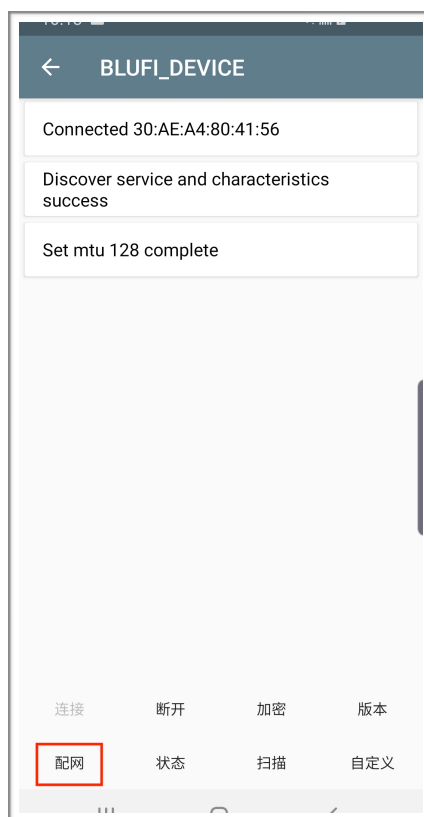 BLUFI_DEVICE
Connected 30:AE:A4:80:41:56
Discover service and characteristics
success
Set mtu 128 complete
连接 断开 加密 版本
配网 状态 扫描 自定义